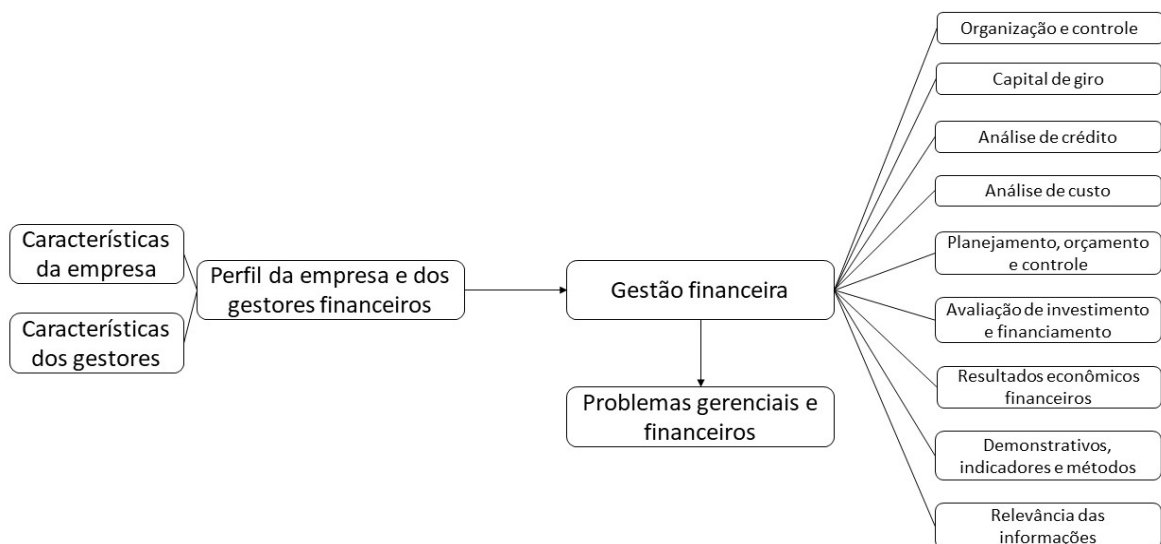 Características
da empresa
Características
dos gestores
Perfil da empresa e dos
gestores financeiros
Gestão financeira
Problemas gerenciais e
financeiros
Organização e controle
Capital de giro
Análise de crédito
Análise de custo
Planejamento, orçamento
e controle
Avaliação de investimento
e financiamento
Resultados econômicos
financeiros
Demonstrativos,
indicadores e métodos
Relevância das
informações